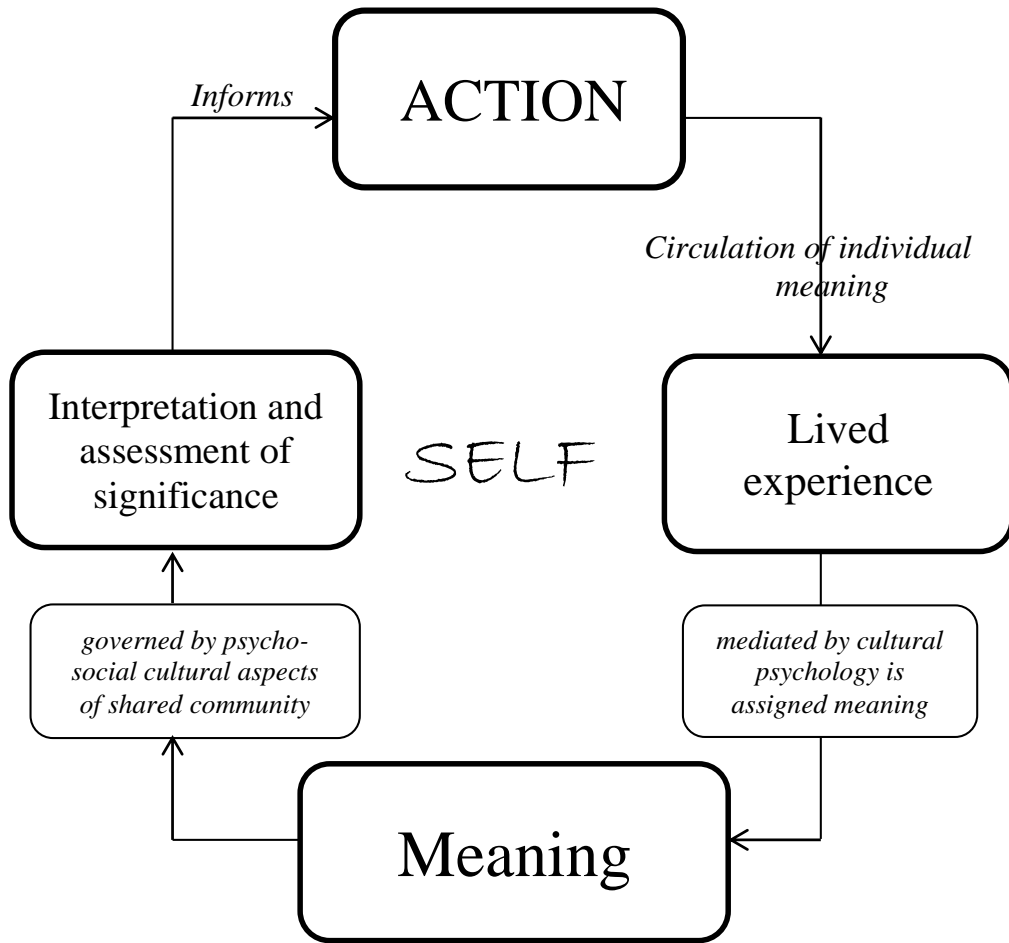 ACTION
Informs
Circulation of individual
meaning
Interpretation and
assessment of
significance
SELF
Lived
experience
governed by psycho-
social cultural aspects
of shared community
mediated by cultural
psychology is
assigned meaning
Meaning